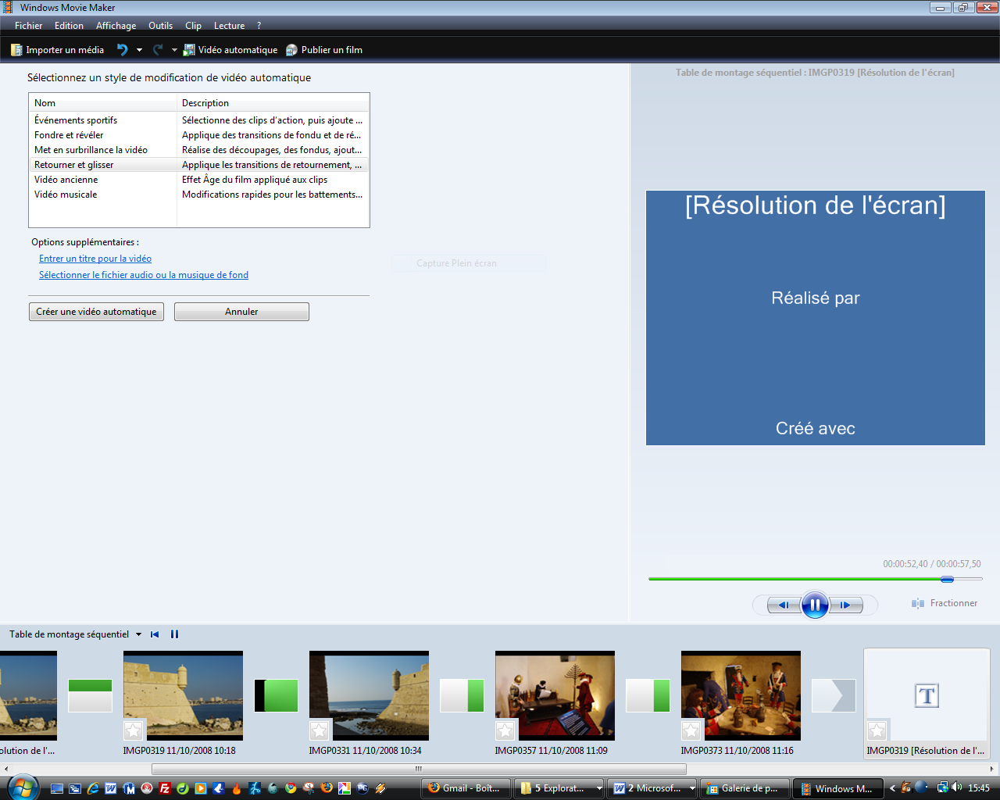 Windows Movie Maker
Fichier Edition Affichage Outils Clip Lecture ?
Importer un média Vidéo automatique Publier un film
Sélectionnez un style de modification de vidéo automatique
Nom Description
Événements sportifs Sélectionne des clips d'action, puis ajoute ...
Fondre et révéler Applique des transitions de fondu et de ré...
Met en surbrillance la vidéo Réalise des découpages, des fondus, ajout...
Retourner et glisser Applique les transitions de retournement, ...
Vidéo ancienne Effet Âge du film appliqué aux clips
Vidéo musicale Modifications rapides pour les battements...
Options supplémentaires :
Entrer un titre pour la vidéo
Sélectionner le fichier audio ou la musique de fond
Capture Plein écran
Créer une vidéo automatique Annuler
Table de montage séquentiel : IMGP0319 [Résolution de l'écran]
[Résolution de l'écran]
Réalisé par
Créé avec
00:00:52,40 / 00:00:57,50
Fractionner
Table de montage séquentiel
olution de l'... IMGP0319 11/10/2008 10:18 IMGP0331 11/10/2008 10:34 IMGP0357 11/10/2008 11:09 IMGP0373 11/10/2008 11:16 IMGP0319 [Résolution de l'...
Gmail - Boît... 5 Explorat... 2 Microsof... Galerie de p... Windows M... 15:45